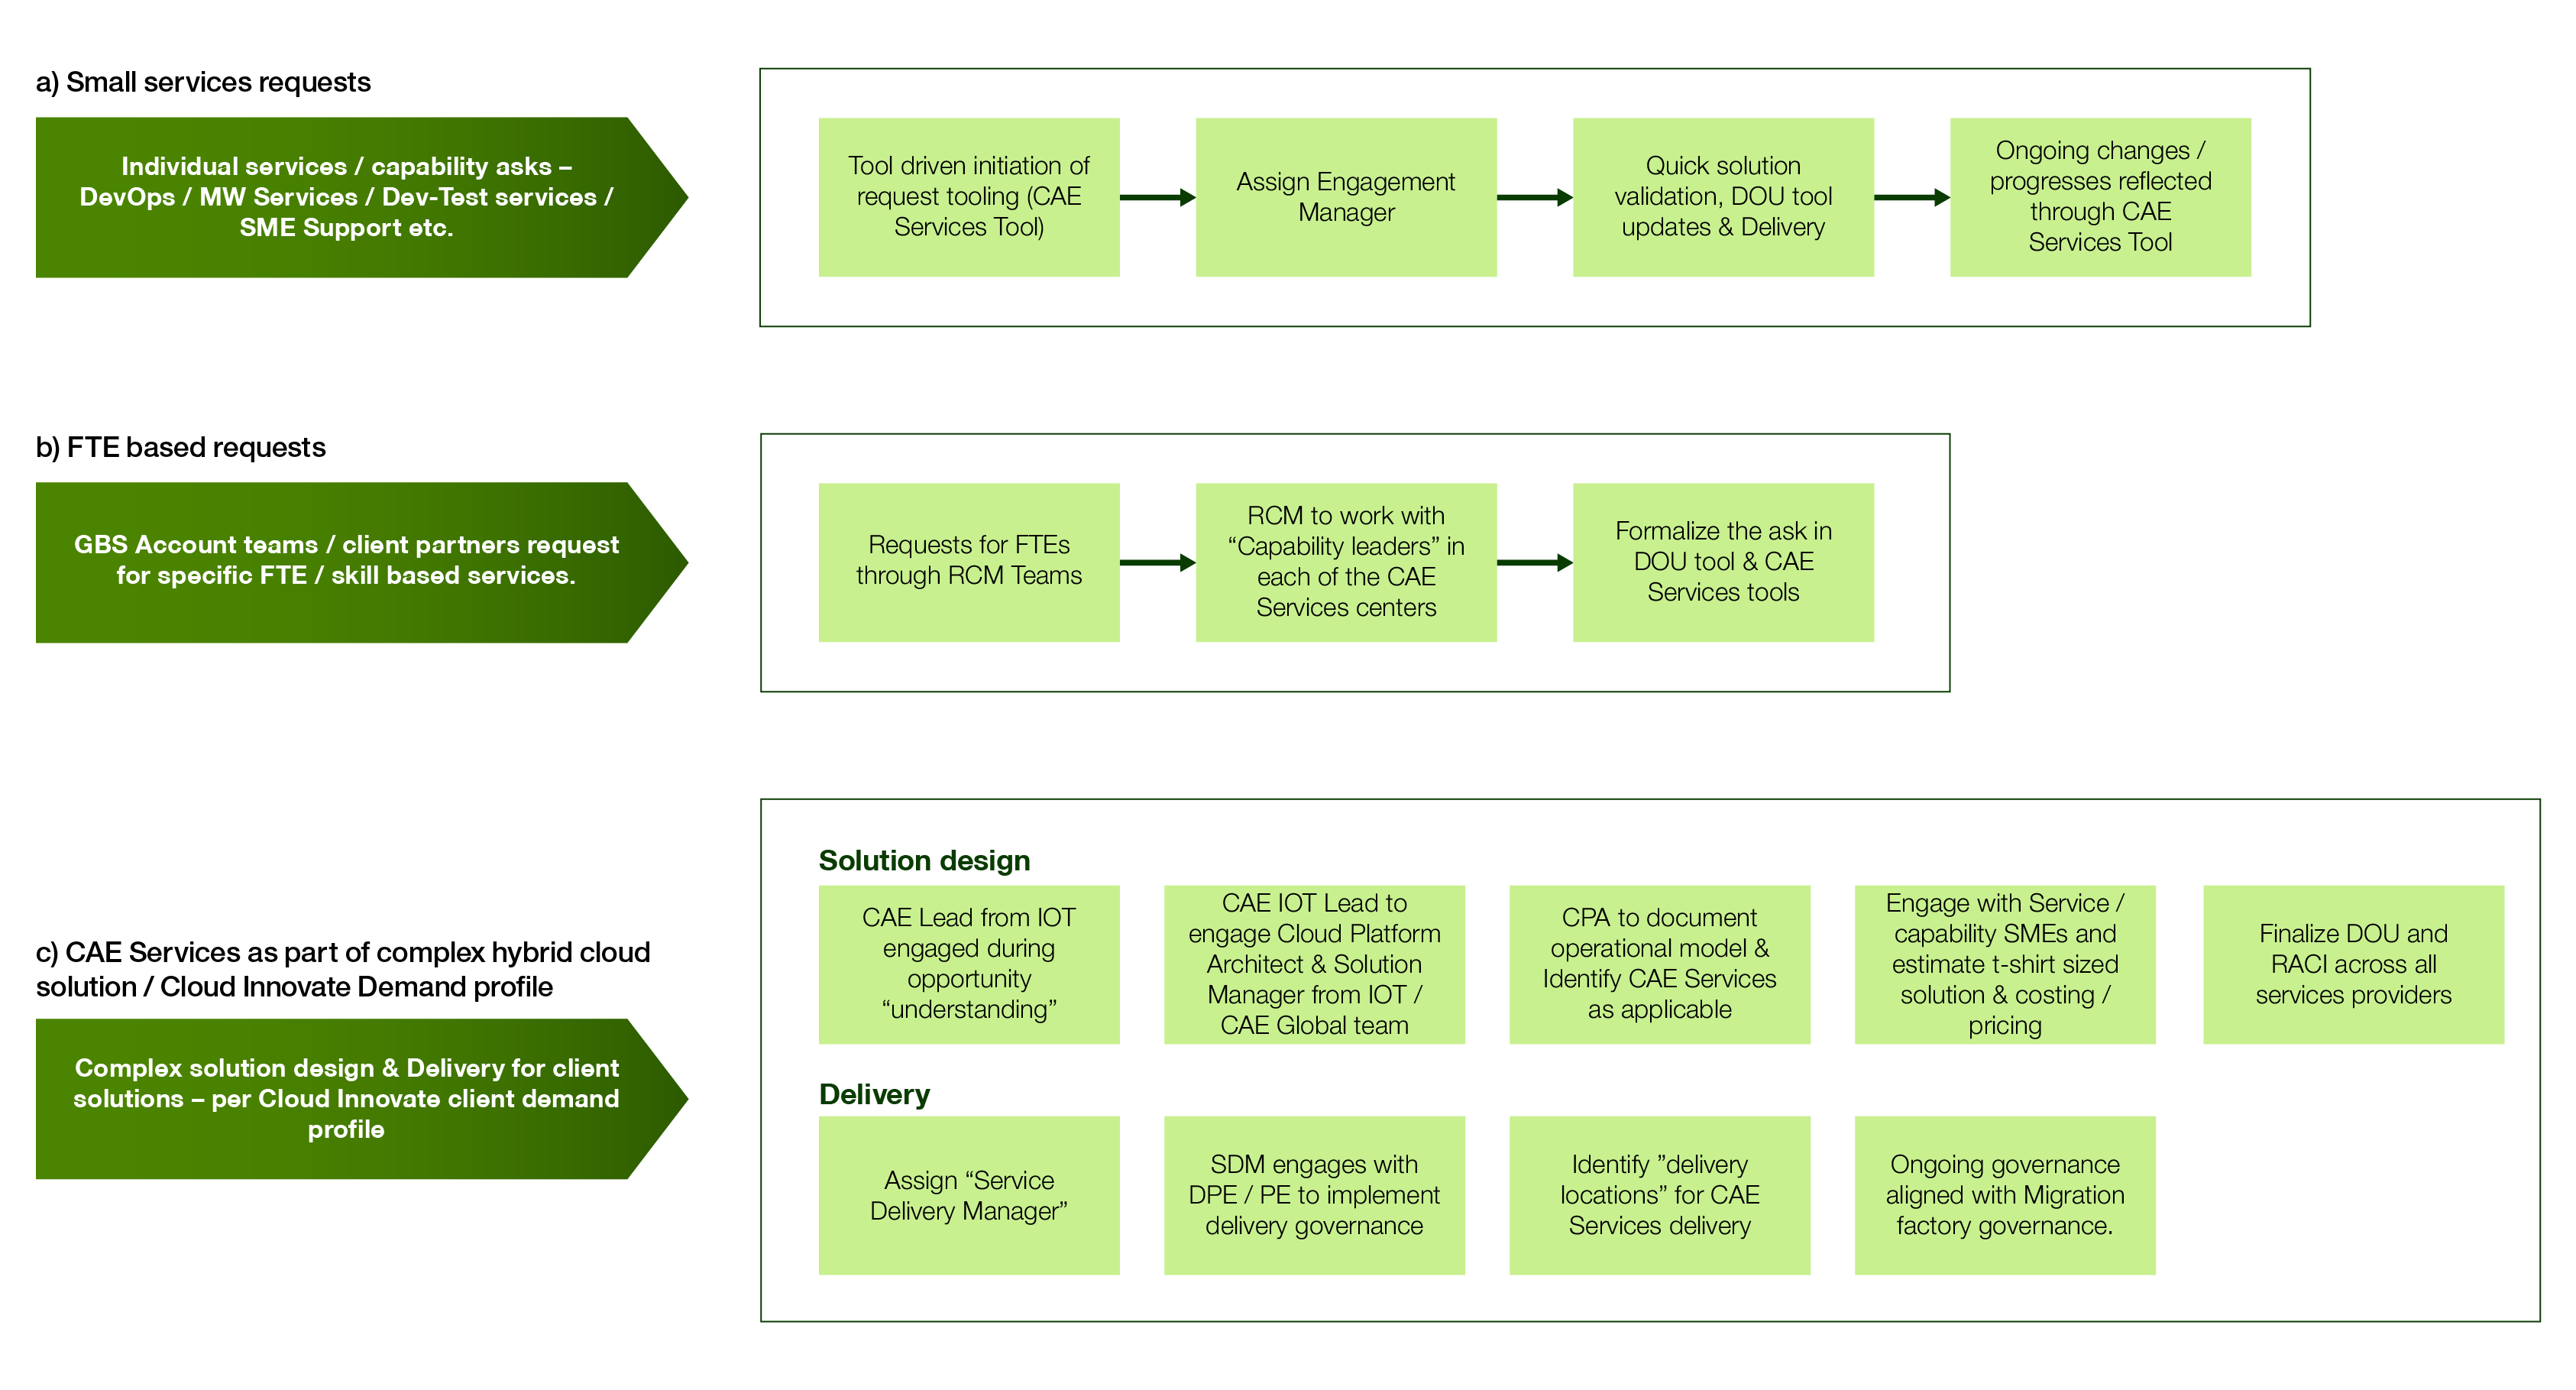 a) Small services requests
Individual services / capability asks –
DevOps / MW Services / Dev-Test services /
SME Support etc.
Tool driven initiation of
request tooling (CAE
Services Tool)
Assign Engagement
Manager
Quick solution
validation, DOU tool
updates & Delivery
Ongoing changes /
progresses reflected
through CAE
Services Tool
b) FTE based requests
GBS Account teams / client partners request
for specific FTE / skill based services.
Requests for FTEs
through RCM Teams
RCM to work with
“Capability leaders” in
each of the CAE
Services centers
Formalize the ask in
DOU tool & CAE
Services tools
c) CAE Services as part of complex hybrid cloud
solution / Cloud Innovate Demand profile
Complex solution design & Delivery for client
solutions – per Cloud Innovate client demand
profile
Solution design
CAE Lead from IOT
engaged during
opportunity
“understanding”
CAE IOT Lead to
engage Cloud Platform
Architect & Solution
Manager from IOT /
CAE Global team
CPA to document
operational model &
Identify CAE Services
as applicable
Engage with Service /
capability SMEs and
estimate t-shirt sized
solution & costing /
pricing
Finalize DOU and
RACI across all
services providers
Delivery
Assign “Service
Delivery Manager”
SDM engages with
DPE / PE to implement
delivery governance
Identify ”delivery
locations” for CAE
Services delivery
Ongoing governance
aligned with Migration
factory governance.